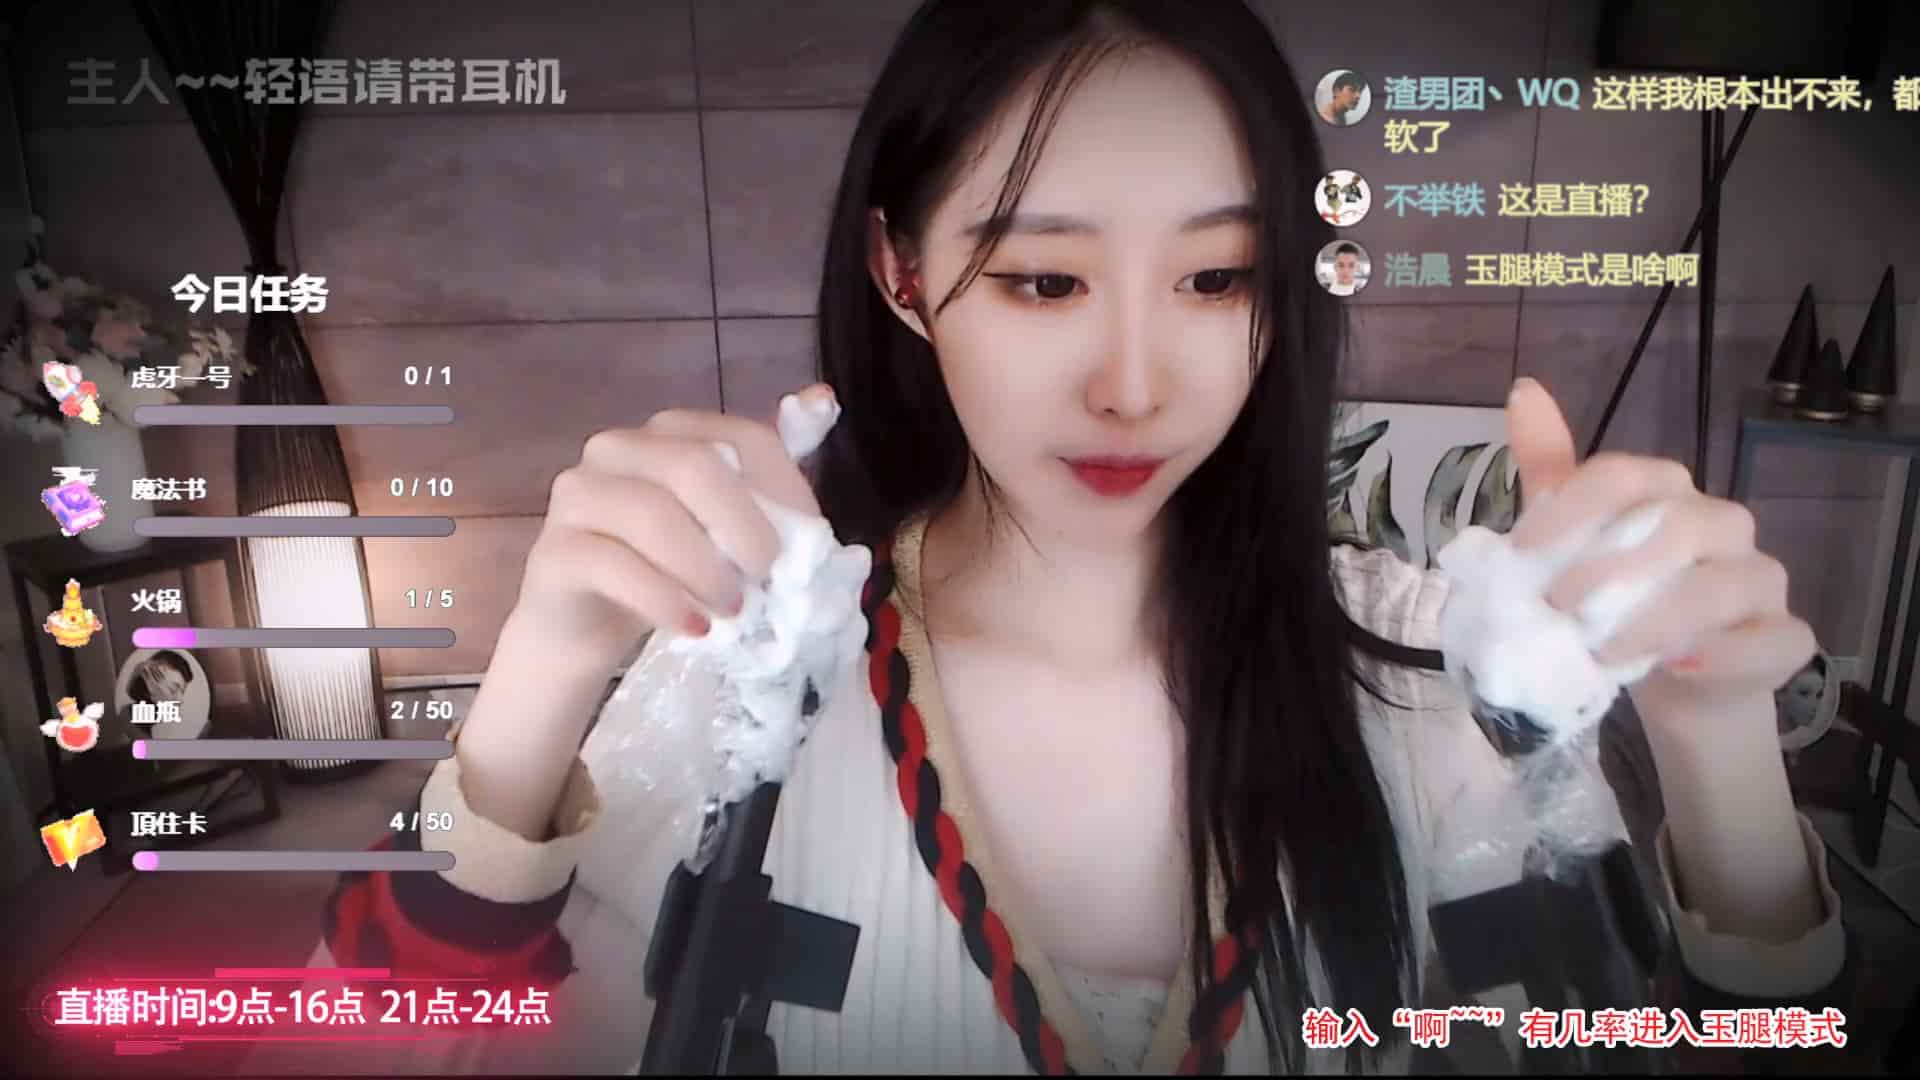 主人~~轻语请带耳机
渣男团丶 WQ 这样我根本出不来，都
软了
不举铁 这是直播?
浩晨 玉腿模式是啥啊
今日任务
虎牙一号 0 / 1
魔法书 0 / 10
火锅 1 / 5
血瓶 2 / 50
頂住卡 4 / 50
直播时间:9点-16点 21点-24点
输入“啊~~”有几率进入玉腿模式